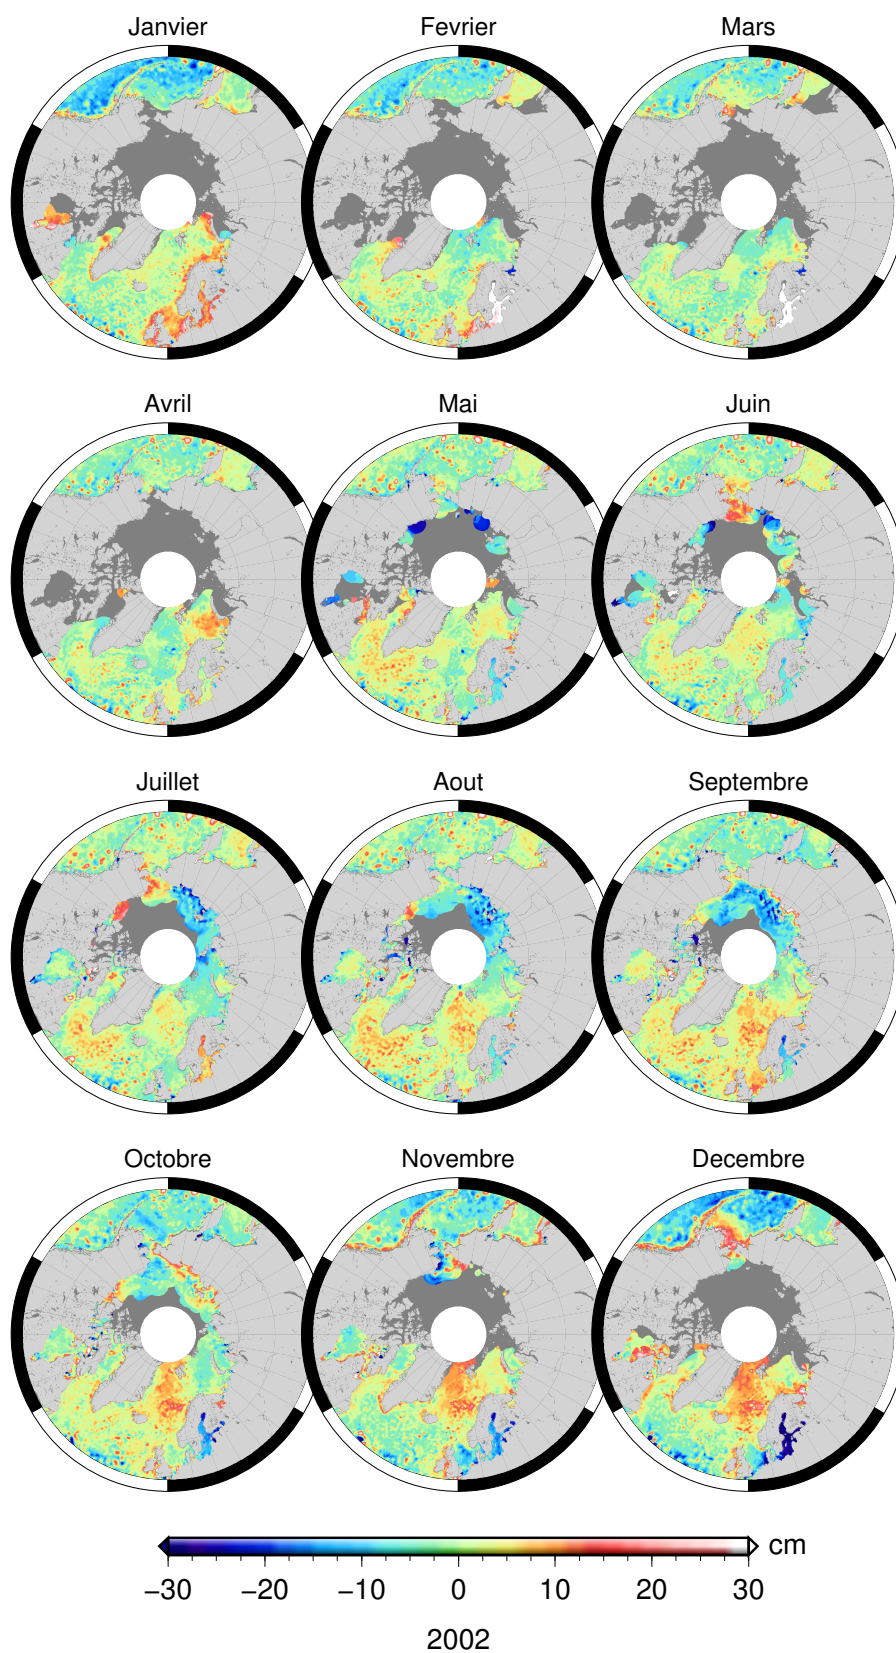 Janvier Fevrier Mars
Avril Mai Juin
Juillet Aout Septembre
Octobre Novembre Decembre
cm
−30 −20 −10 0 10 20 30
2002